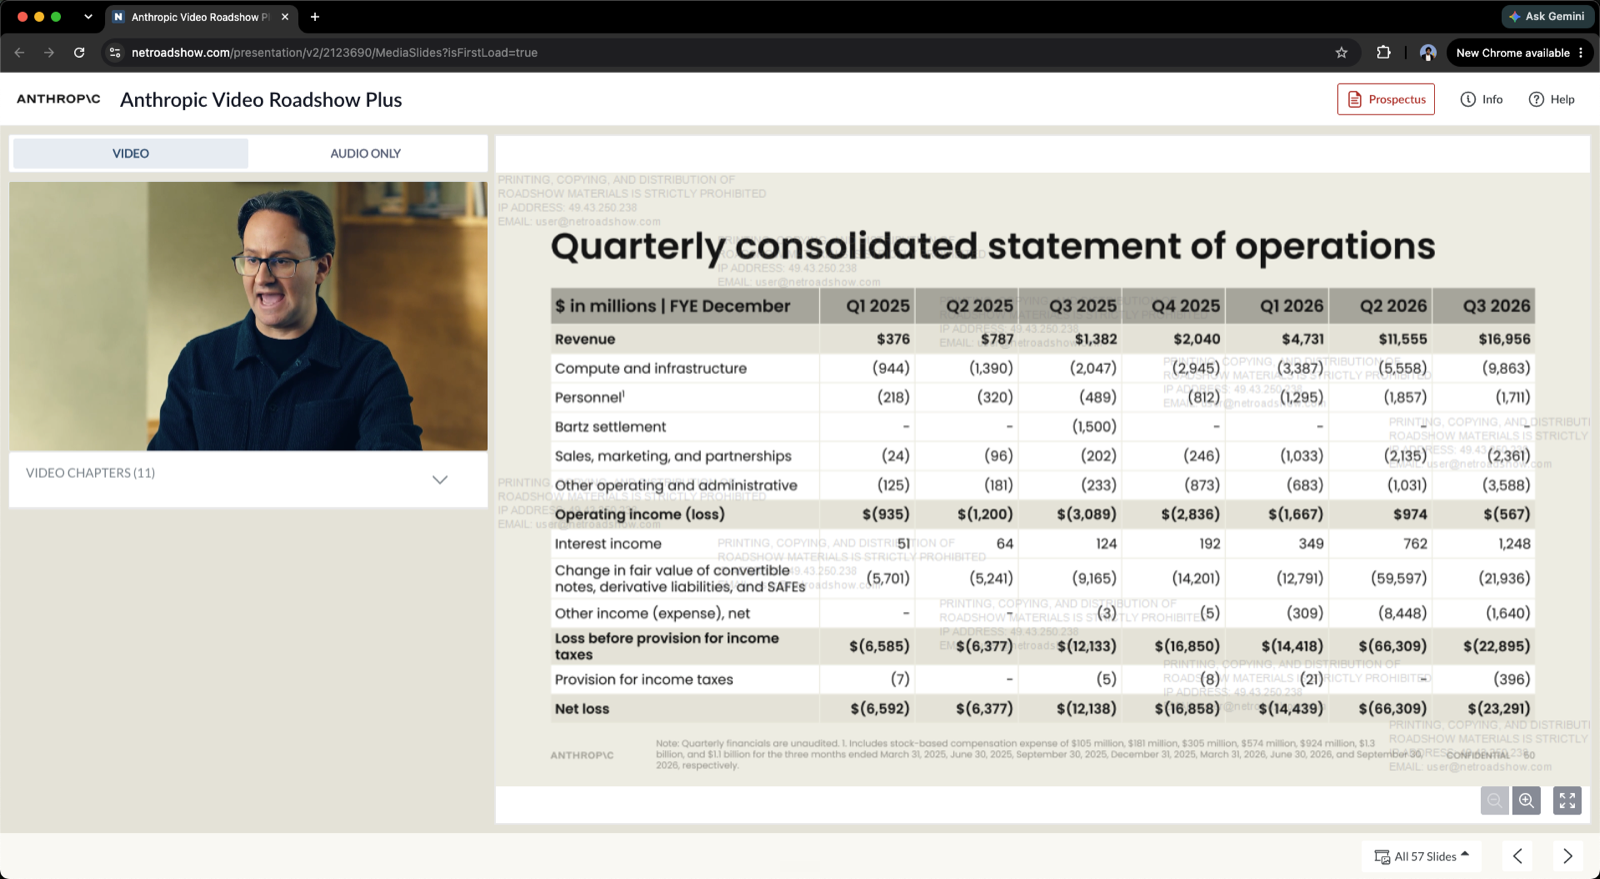 Anthropic Video Roadshow P
Ask Gemini
netroadshow.com/presentation/v2/2123690/MediaSlides?isFirstLoad=true
New Chrome available
ANTHROP\C
Anthropic Video Roadshow Plus
Prospectus
Info
Help
VIDEO
AUDIO ONLY
VIDEO CHAPTERS (11)
PRINTING, COPYING, AND DISTRIBUTION OF
ROADSHOW MATERIALS IS STRICTLY PROHIBITED
IP ADDRESS: 49.43.250.238
EMAIL: user@netroadshow.com
Quarterly consolidated statement of operations
$ in millions | FYE December Q1 2025 Q2 2025 Q3 2025 Q4 2025 Q1 2026 Q2 2026 Q3 2026
Revenue $376 $787 $1,382 $2,040 $4,731 $11,555 $16,956
Compute and infrastructure (944) (1,390) (2,047) (2,945) (3,387) (5,558) (9,863)
Personnel¹ (218) (320) (489) (812) (1,295) (1,857) (1,711)
Bartz settlement - - (1,500) - - - -
Sales, marketing, and partnerships (24) (96) (202) (246) (1,033) (2,135) (2,361)
Other operating and administrative (125) (181) (233) (873) (683) (1,031) (3,588)
Operating income (loss) $(935) $(1,200) $(3,089) $(2,836) $(1,667) $974 $(567)
Interest income 51 64 124 192 349 762 1,248
Change in fair value of convertible
notes, derivative liabilities, and SAFEs (5,701) (5,241) (9,165) (14,201) (12,791) (59,597) (21,936)
Other income (expense), net - - (3) (5) (309) (8,448) (1,640)
Loss before provision for income
taxes $(6,585) $(6,377) $(12,133) $(16,850) $(14,418) $(66,309) $(22,895)
Provision for income taxes (7) - (5) (8) (21) - (396)
Net loss $(6,592) $(6,377) $(12,138) $(16,858) $(14,439) $(66,309) $(23,291)
ANTHROP\C
Note: Quarterly financials are unaudited. 1. Includes stock-based compensation expense of $105 million, $181 million, $305 million, $574 million, $924 million, $1.3
billion, and $1.1 billion for the three months ended March 31, 2025, June 30, 2025, September 30, 2025, December 31, 2025, March 31, 2026, June 30, 2026, and September 30,
2026, respectively.
CONFIDENTIAL 50
All 57 Slides